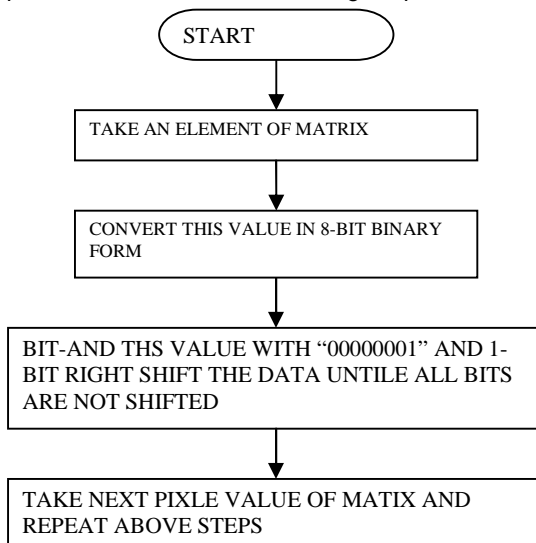 START
TAKE AN ELEMENT OF MATRIX
CONVERT THIS VALUE IN 8-BIT BINARY
FORM
BIT-AND THS VALUE WITH “00000001” AND 1-
BIT RIGHT SHIFT THE DATA UNTILE ALL BITS
ARE NOT SHIFTED
TAKE NEXT PIXLE VALUE OF MATIX AND
REPEAT ABOVE STEPS